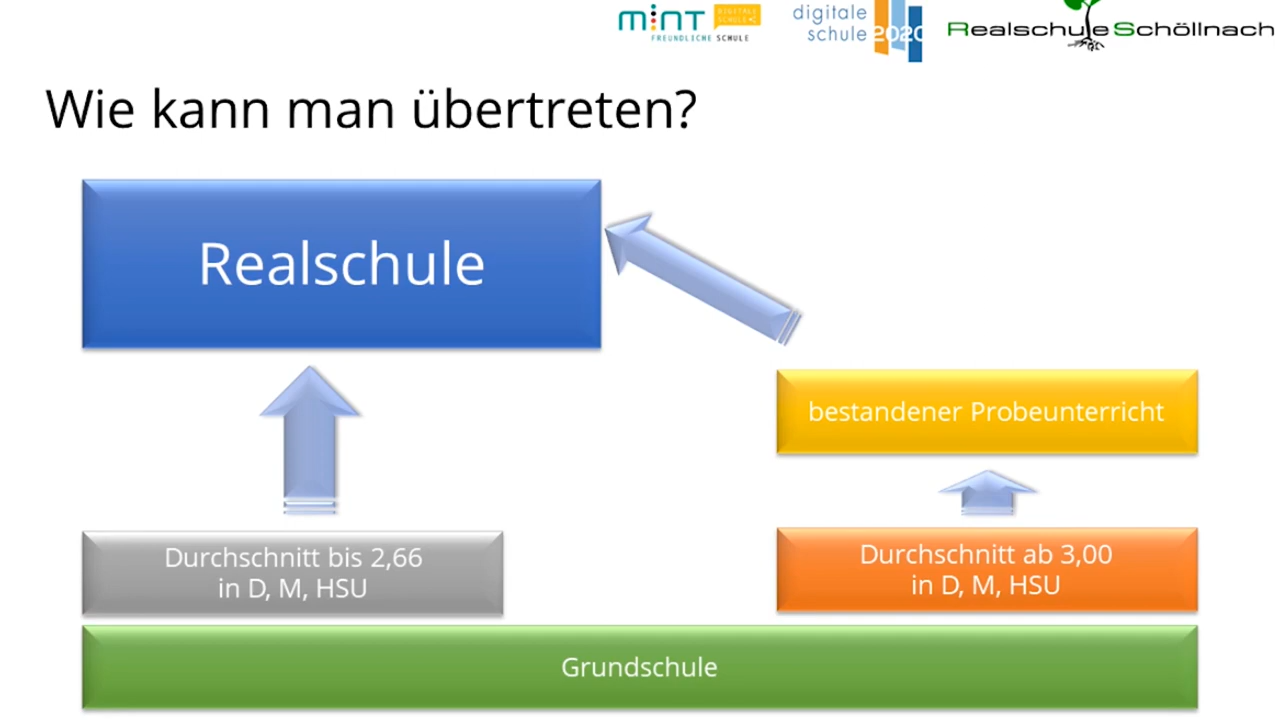 MINT
DIGITALE
SCHULE
FREUNDLICHE SCHULE
digitale
schule 2020
Realschule Schöllnach
Wie kann man übertreten?
Realschule
bestandener Probeunterricht
Durchschnitt bis 2,66
in D, M, HSU
Durchschnitt ab 3,00
in D, M, HSU
Grundschule